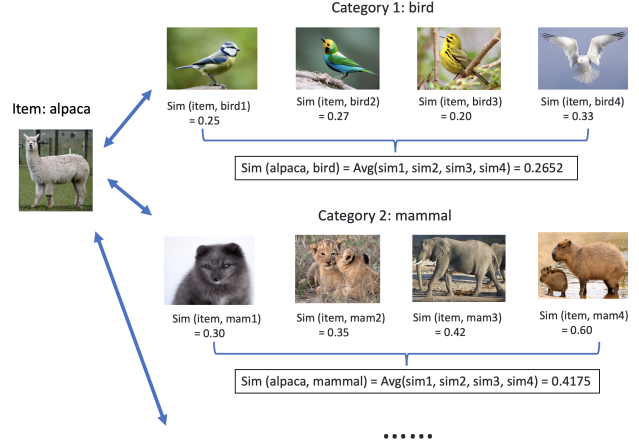 Category 1: bird
Item: alpaca
Sim (item, bird1)
= 0.25
Sim (item, bird2)
= 0.27
Sim (item, bird3)
= 0.20
Sim (item, bird4)
= 0.33
Sim (alpaca, bird) = Avg(sim1, sim2, sim3, sim4) = 0.2652
Category 2: mammal
Sim (item, mam1)
= 0.30
Sim (item, mam2)
= 0.35
Sim (item, mam3)
= 0.42
Sim (item, mam4)
= 0.60
Sim (alpaca, mammal) = Avg(sim1, sim2, sim3, sim4) = 0.4175
......